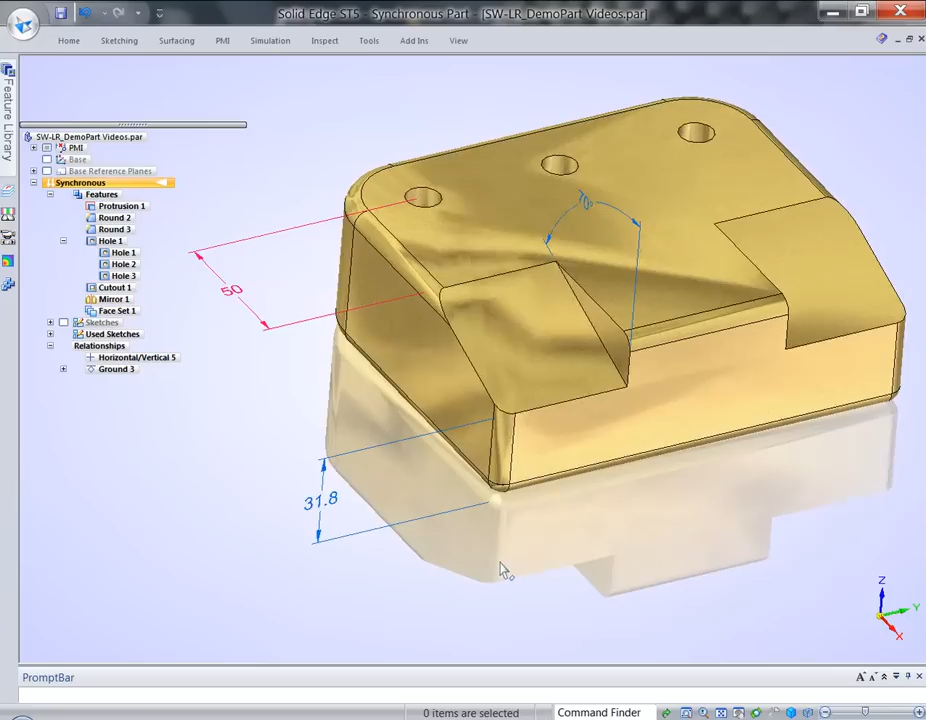 Solid Edge ST5 - Synchronous Part - [SW-LR_DemoPart Videos.par]
Home Sketching Surfacing PMI Simulation Inspect Tools Add Ins View
Feature Library
SW-LR_DemoPart Videos.par
PMI
Base
Base Reference Planes
Synchronous
Features
Protrusion 1
Round 2
Round 3
Hole 1
Hole 1
Hole 2
Hole 3
Cutout 1
Mirror 1
Face Set 1
Sketches
Used Sketches
Relationships
Horizontal/Vertical 5
Ground 3
50
70°
31.8
Z
Y
X
PromptBar
0 items are selected
Command Finder